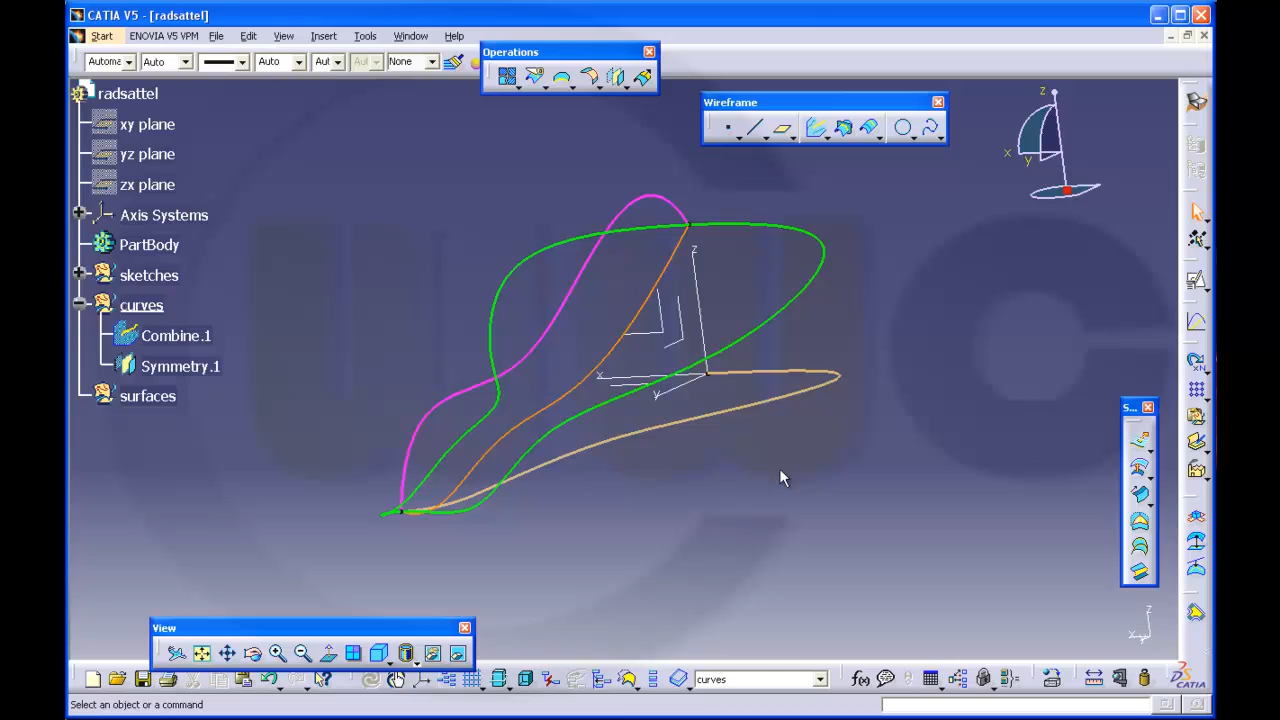 CATIA V5 - [radsattel]
Start ENOVIA V5 VPM File Edit View Insert Tools Window Help
Automa Auto Auto Aut Aut None
Operations
Wireframe
radsattel
xy plane
yz plane
zx plane
Axis Systems
PartBody
sketches
curves
Combine.1
Symmetry.1
surfaces
z
x
y
z
x
y
S...
View
z
x
y
curves
f(x)
CATIA
Select an object or a command